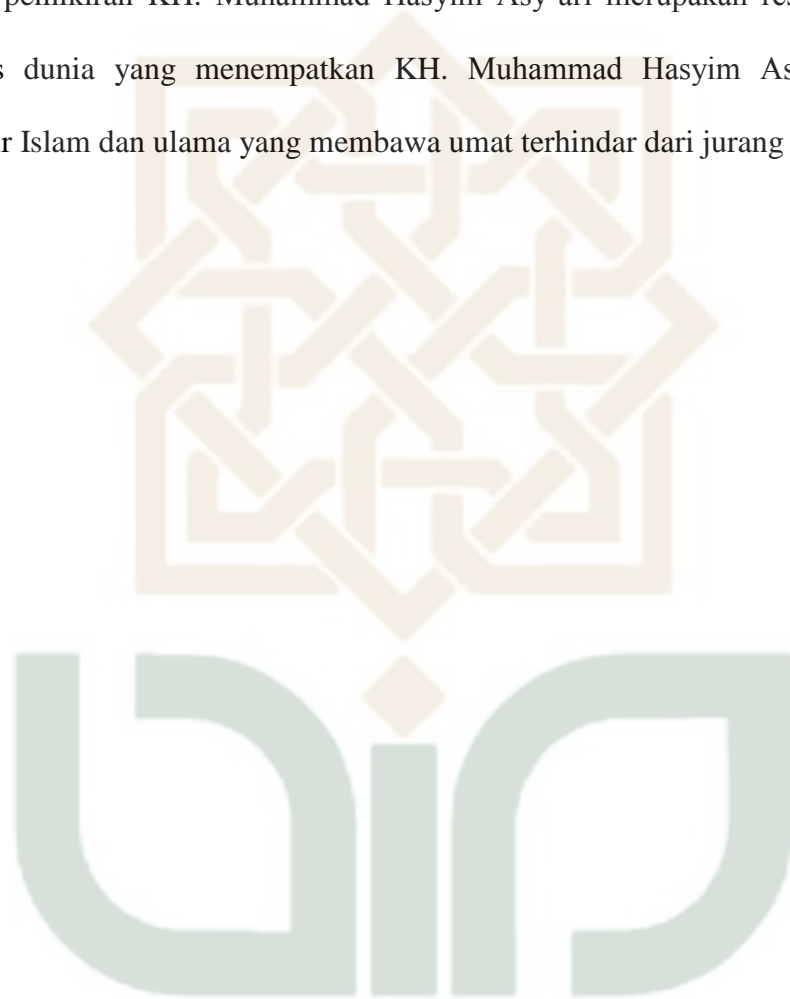 pemikiran KH. Muhammad Hasyim Asy'ari merupakan
dunia yang menempatkan KH. Muhammad Hasyim
Islam dan ulama yang membawa umat terhindar dari jurang